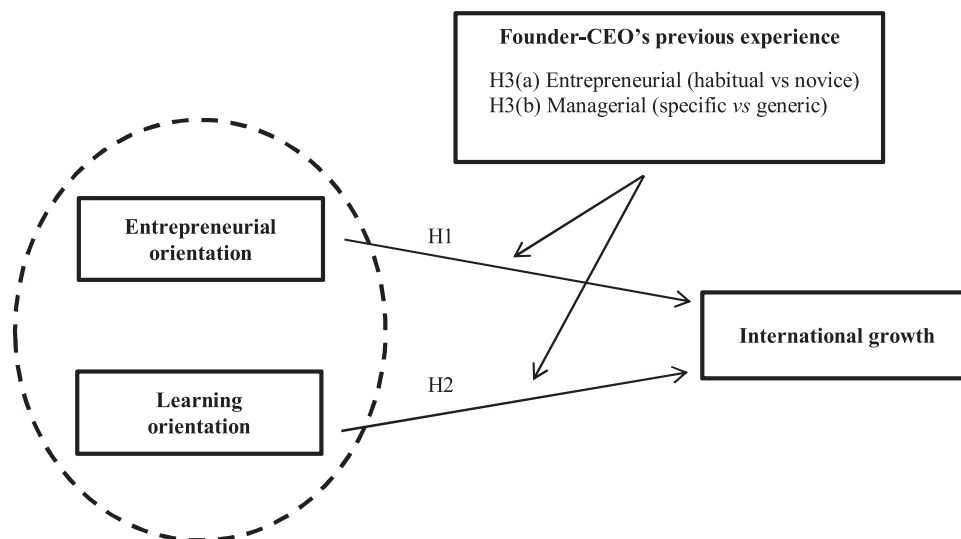 Founder-CEO's previous experience
H3(a) Entrepreneurial (habitual vs novice)
H3(b) Managerial (specific vs generic)
Entrepreneurial
orientation
H1
International growth
Learning
orientation
H2